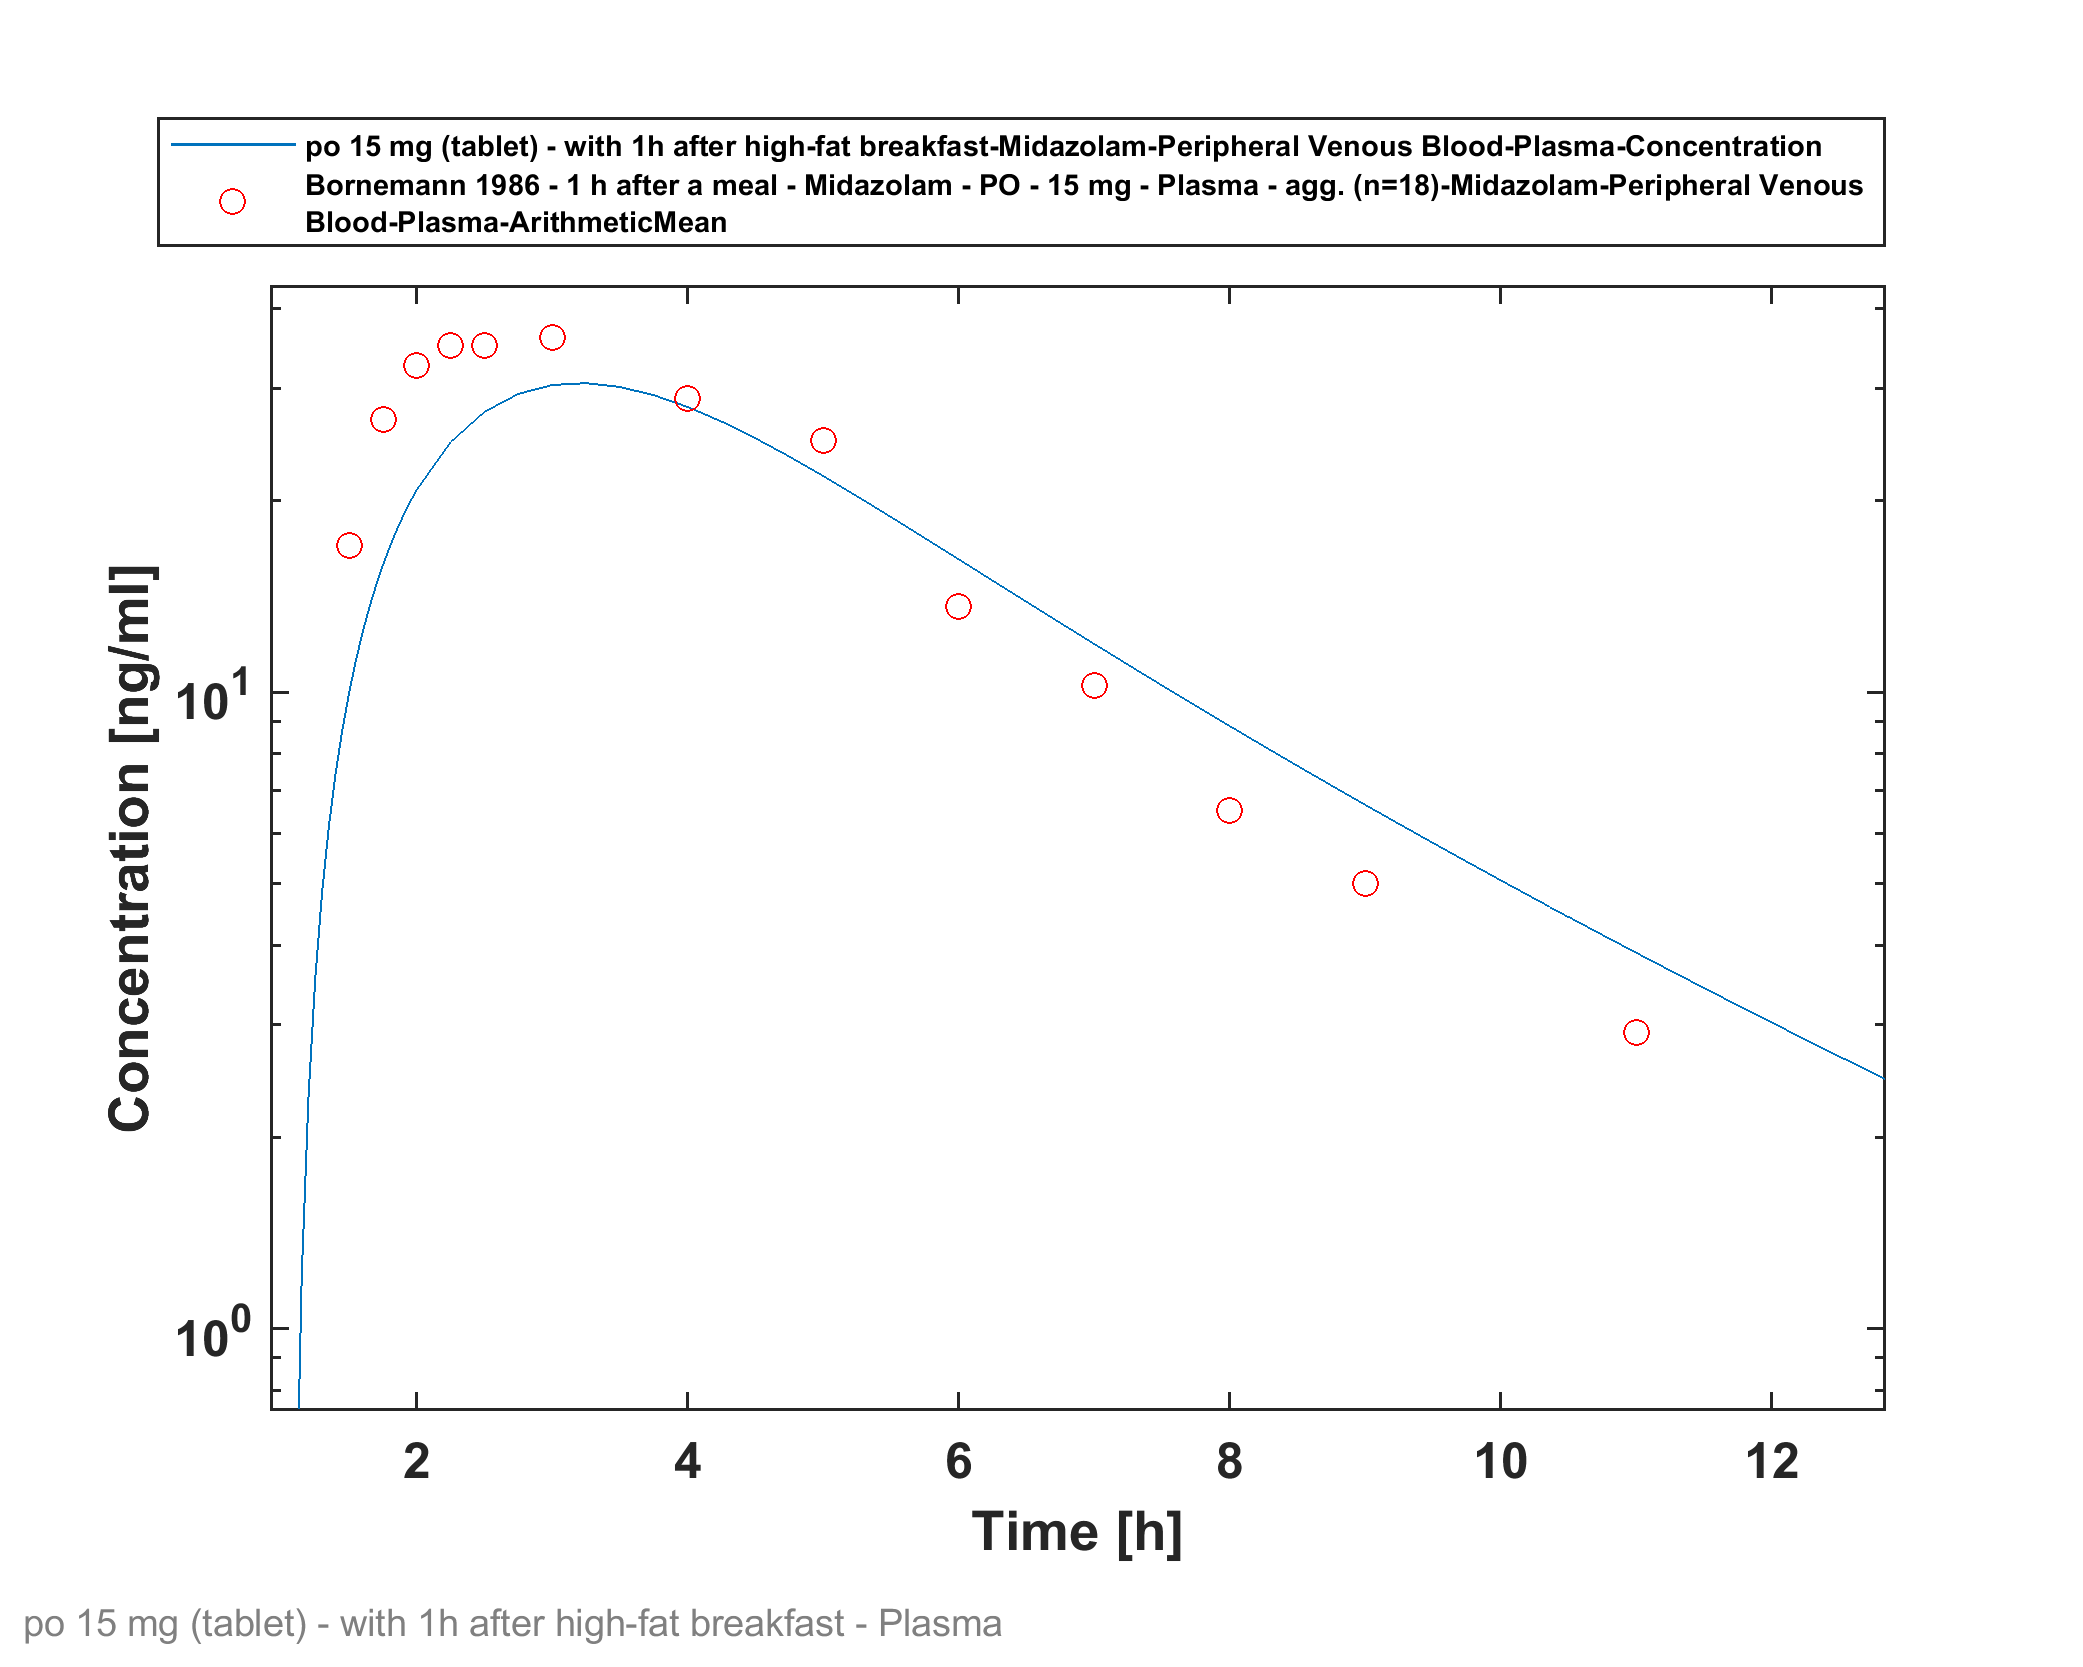 po 15 mg (tablet) - with 1h after high-fat breakfast-Midazolam-Peripheral Venous Blood-Plasma-Concentration
Bornemann 1986 - 1 h after a meal - Midazolam - PO - 15 mg - Plasma - agg. (n=18)-Midazolam-Peripheral Venous
Blood-Plasma-ArithmeticMean
Concentration [ng/ml]
10^1
10^0
2 4 6 8 10 12
Time [h]
po 15 mg (tablet) - with 1h after high-fat breakfast - Plasma